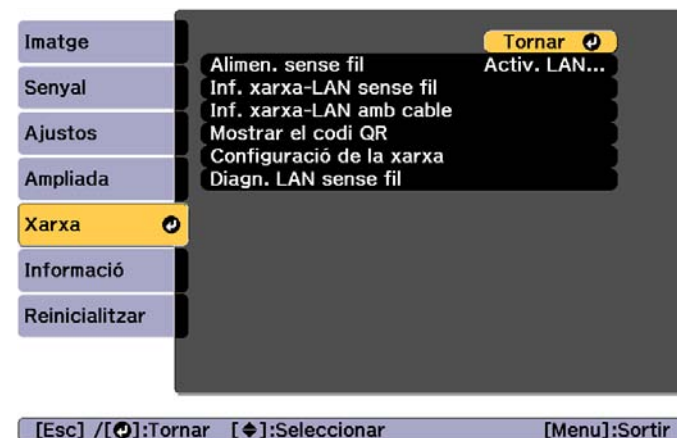 Imatge
Senyal
Ajustos
Ampliada
Xarxa
Informació
Reinicialitzar
Tornar
Alimen. sense fil Activ. LAN...
Inf. xarxa-LAN sense fil
Inf. xarxa-LAN amb cable
Mostrar el codi QR
Configuració de la xarxa
Diagn. LAN sense fil
[Esc] /[⏎]:Tornar [◆]:Seleccionar [Menu]:Sortir